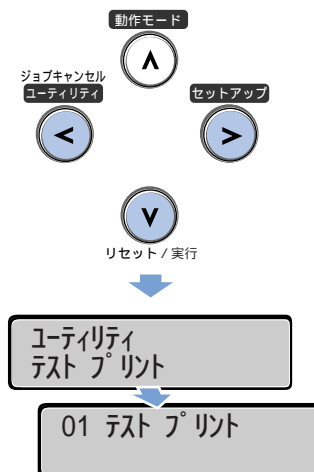 動作モード
ジョブキャンセル
ユーティリティ
セットアップ
リセット / 実行
ユーティリティ
テスト プリント
01 テスト プリント